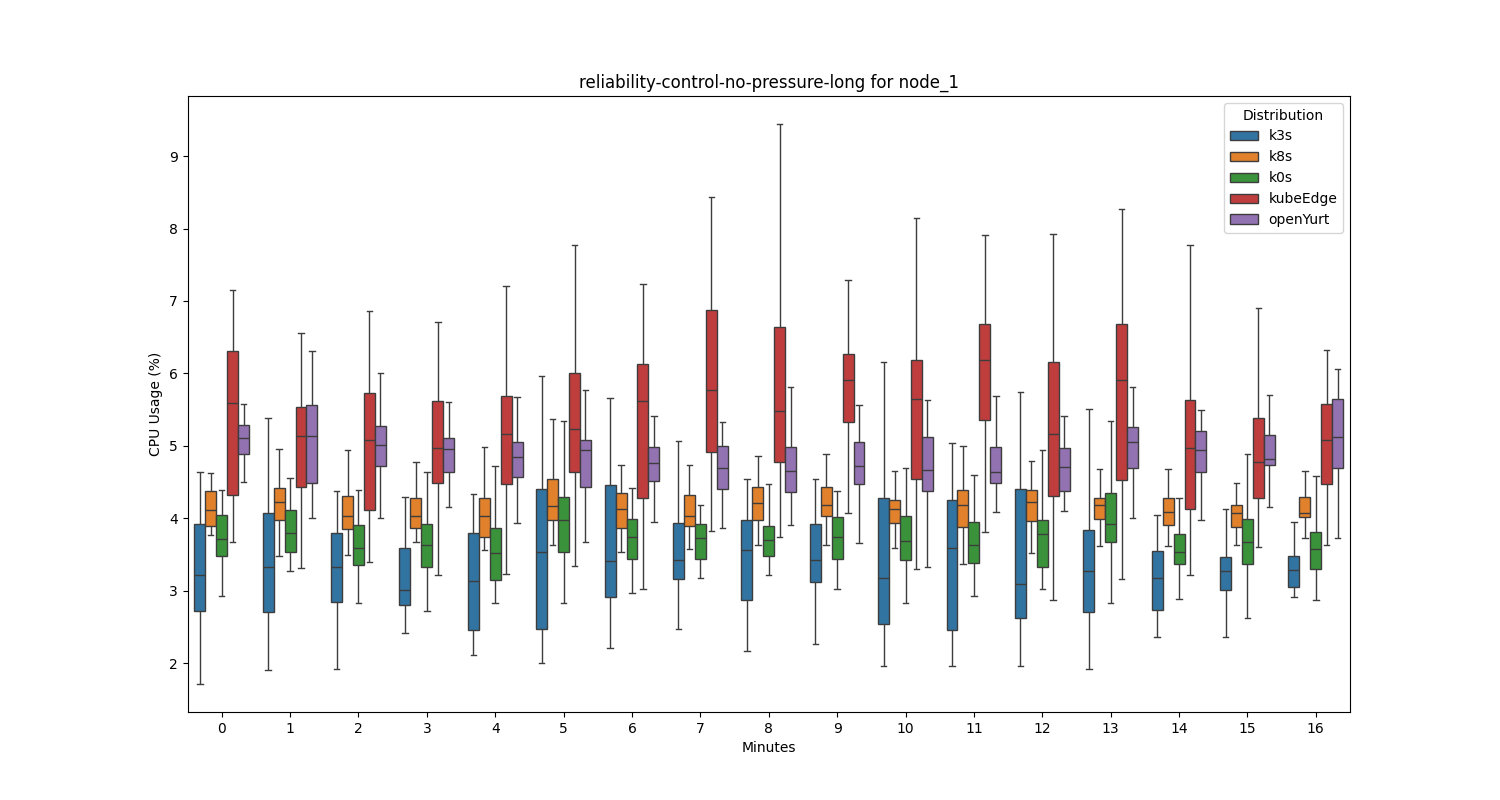 reliability-control-no-pressure-long for node_1
Distribution
k3s
k8s
k0s
kubeEdge
openYurt
CPU Usage (%)
9
8
7
6
5
4
3
2
0 1 2 3 4 5 6 7 8 9 10 11 12 13 14 15 16
Minutes